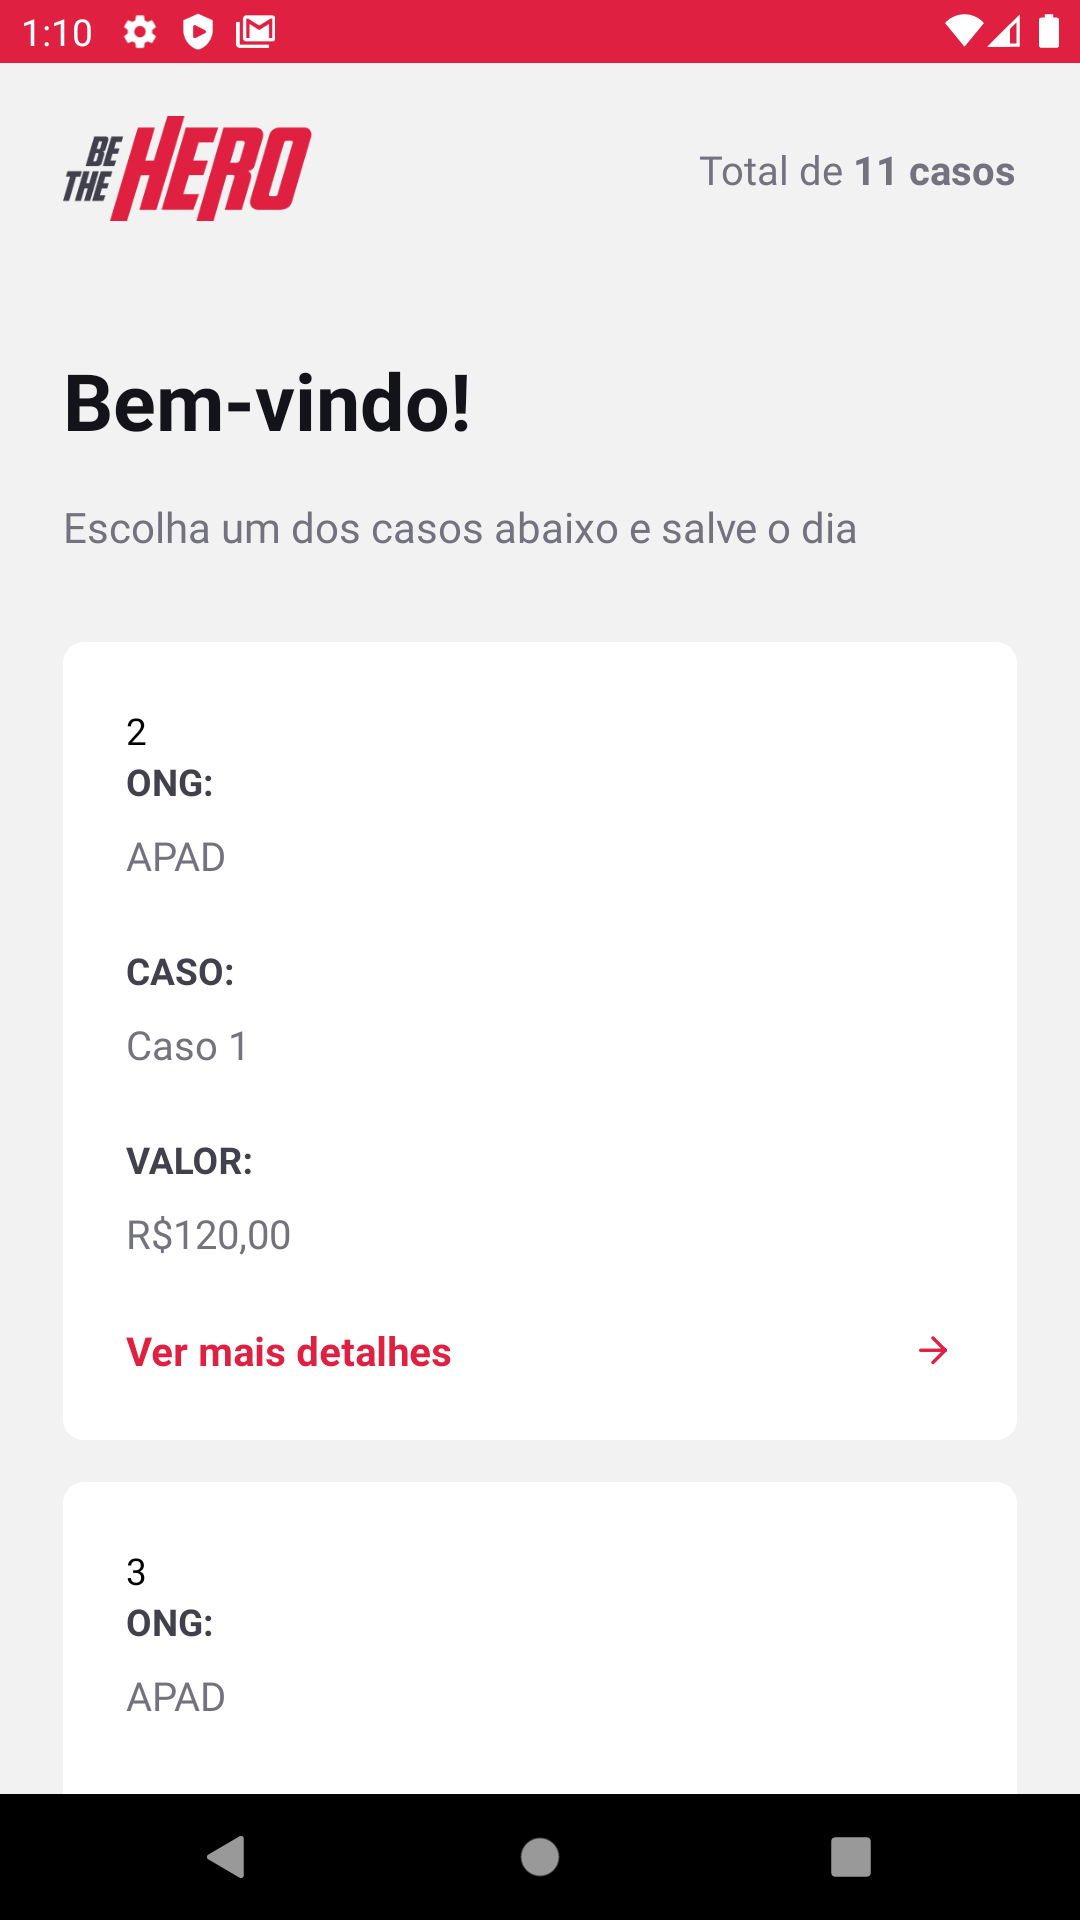 1:10
BE
THE HERO
Total de 11 casos
Bem-vindo!
Escolha um dos casos abaixo e salve o dia
2
ONG:
APAD
CASO:
Caso 1
VALOR:
R$120,00
Ver mais detalhes
3
ONG:
APAD